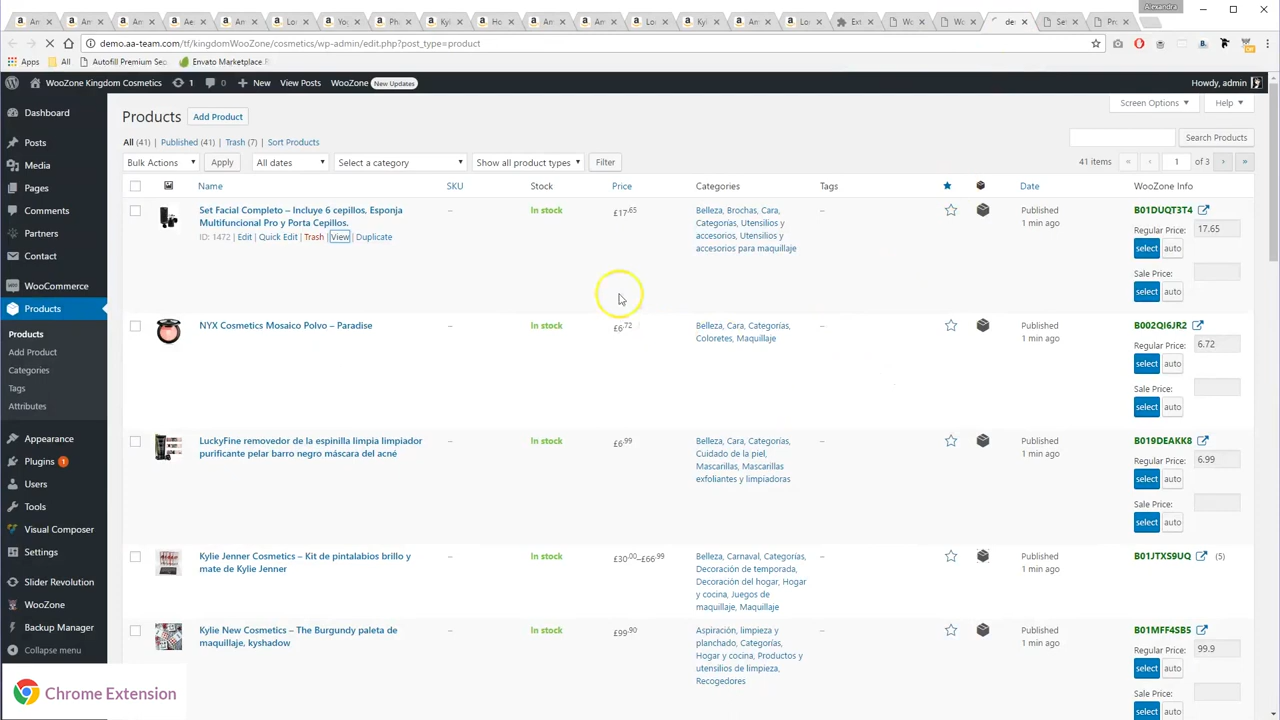 Alexandra
demo.aa-team.com/tf/kingdomWooZone/cosmetics/wp-admin/edit.php?post_type=product
Apps All Autofill Premium Se Envato Marketplace R
WooZone Kingdom Cosmetics 1 0 New View Posts WooZone New Updates Howdy, admin
Screen Options Help
Products Add Product
All (41) | Published (41) | Trash (7) | Sort Products
Search Products
Bulk Actions Apply All dates Select a category Show all product types Filter
41 items « ‹ 1 of 3 › »
Name SKU Stock Price Categories Tags Date WooZone Info
Set Facial Completo – Incluye 6 cepillos, Esponja
Multifuncional Pro y Porta Cepillos.
ID: 1472 | Edit | Quick Edit | Trash | View | Duplicate
–
In stock
£17.65
Belleza, Brochas, Cara,
Categorías, Utensilios y
accesorios, Utensilios y
accesorios para maquillaje
–
Published
1 min ago
B01DUQT3T4
Regular Price: 17.65
select auto
Sale Price:
select auto
NYX Cosmetics Mosaico Polvo – Paradise
–
In stock
£6.72
Belleza, Cara, Categorías,
Coloretes, Maquillaje
–
Published
1 min ago
B002QI6JR2
Regular Price: 6.72
select auto
Sale Price:
select auto
LuckyFine removedor de la espinilla limpia limpiador
purificante pelar barro negro máscara del acné
–
In stock
£6.99
Belleza, Cara, Categorías,
Cuidado de la piel,
Mascarillas, Mascarillas
exfoliantes y limpiadoras
–
Published
1 min ago
B019DEAKK8
Regular Price: 6.99
select auto
Sale Price:
select auto
Kylie Jenner Cosmetics – Kit de pintalabios brillo y
mate de Kylie Jenner
–
In stock
£30.00–£66.99
Belleza, Carnaval, Categorías,
Decoración de temporada,
Decoración del hogar, Hogar
y cocina, Juegos de
maquillaje, Maquillaje
–
Published
1 min ago
B01JTXS9UQ (5)
Kylie New Cosmetics – The Burgundy paleta de
maquillaje, kyshadow
–
In stock
£99.90
Aspiración, limpieza y
planchado, Categorías,
Hogar y cocina, Productos y
utensilios de limpieza,
Recogedores
–
Published
1 min ago
B01MFF4SB5
Regular Price: 99.9
select auto
Sale Price:
select auto
Dashboard
Posts
Media
Pages
Comments
Partners
Contact
WooCommerce
Products
Products
Add Product
Categories
Tags
Attributes
Appearance
Plugins 1
Users
Tools
Visual Composer
Settings
Slider Revolution
WooZone
Backup Manager
Collapse menu
Chrome Extension